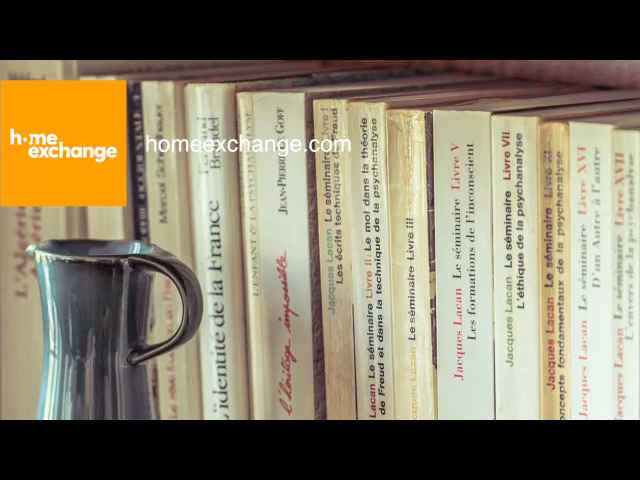 home
exchange
homeexchange.com
L'identité de la France
Braudel
L'ENFANT & LA PSYCHANALYSE
JEAN-PIERRE LE GOFF
l'héritage impossible
Jacques Lacan Le séminaire Livre I
Les écrits techniques de Freud
Lacan Le séminaire Livre II : Le moi dans la théorie
de Freud et dans la technique de la psychanalyse
Jacques Lacan Le séminaire Livre III
Jacques Lacan Le séminaire Livre V
Les formations de l'inconscient
Jacques Lacan Le séminaire Livre VII
L'éthique de la psychanalyse
Jacques Lacan Le séminaire Livre XI
concepts fondamentaux de la psychanalyse
Jacques Lacan Le séminaire Livre XVI
D'un Autre à l'autre
Jacques Lacan Le séminaire Livre XVII
L'envers de la psychanalyse